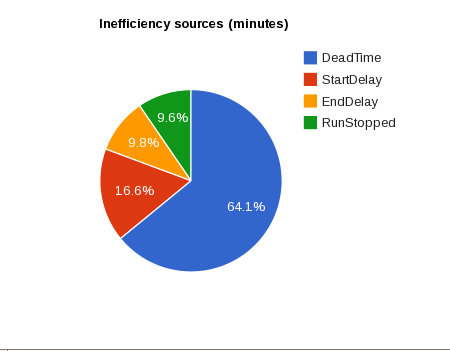 Inefficiency sources (minutes)
DeadTime
StartDelay
EndDelay
RunStopped
9.6%
9.8%
16.6%
64.1%